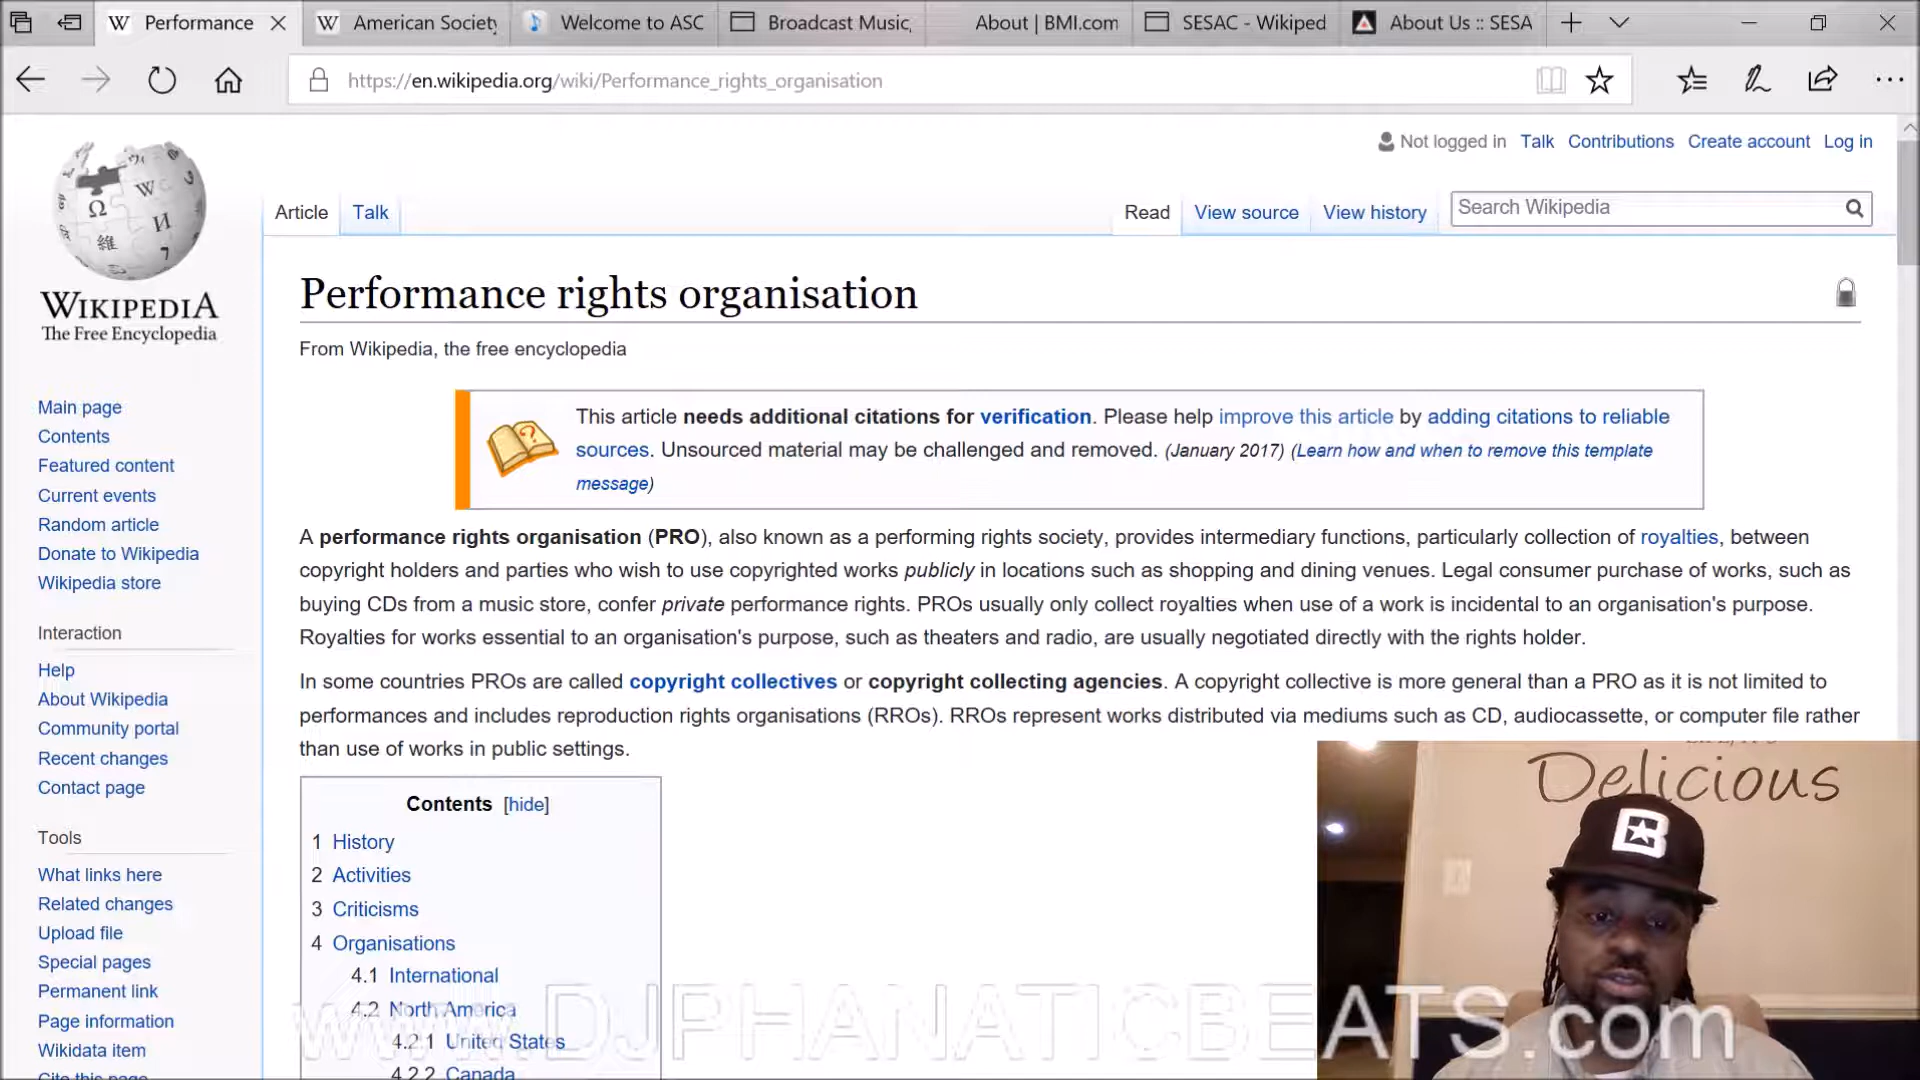 Performance
American Society
Welcome to ASC
Broadcast Music,
About | BMI.com
SESAC - Wikiped
About Us :: SESA
https://en.wikipedia.org/wiki/Performance_rights_organisation
Not logged in Talk Contributions Create account Log in
Article Talk Read View source View history Search Wikipedia
WIKIPEDIA
The Free Encyclopedia
Main page
Contents
Featured content
Current events
Random article
Donate to Wikipedia
Wikipedia store
Interaction
Help
About Wikipedia
Community portal
Recent changes
Contact page
Tools
What links here
Related changes
Upload file
Special pages
Permanent link
Page information
Wikidata item
Cite this page
Performance rights organisation
From Wikipedia, the free encyclopedia
This article needs additional citations for verification. Please help improve this article by adding citations to reliable
sources. Unsourced material may be challenged and removed. (January 2017) (Learn how and when to remove this template
message)
A performance rights organisation (PRO), also known as a performing rights society, provides intermediary functions, particularly collection of royalties, between
copyright holders and parties who wish to use copyrighted works publicly in locations such as shopping and dining venues. Legal consumer purchase of works, such as
buying CDs from a music store, confer private performance rights. PROs usually only collect royalties when use of a work is incidental to an organisation's purpose.
Royalties for works essential to an organisation's purpose, such as theaters and radio, are usually negotiated directly with the rights holder.
In some countries PROs are called copyright collectives or copyright collecting agencies. A copyright collective is more general than a PRO as it is not limited to
performances and includes reproduction rights organisations (RROs). RROs represent works distributed via mediums such as CD, audiocassette, or computer file rather
than use of works in public settings.
Contents [hide]
1 History
2 Activities
3 Criticisms
4 Organisations
4.1 International
4.2 North America
4.2.1 United States
4.2.2 Canada
Delicious
B
www.DJPHANATICBEATS.com